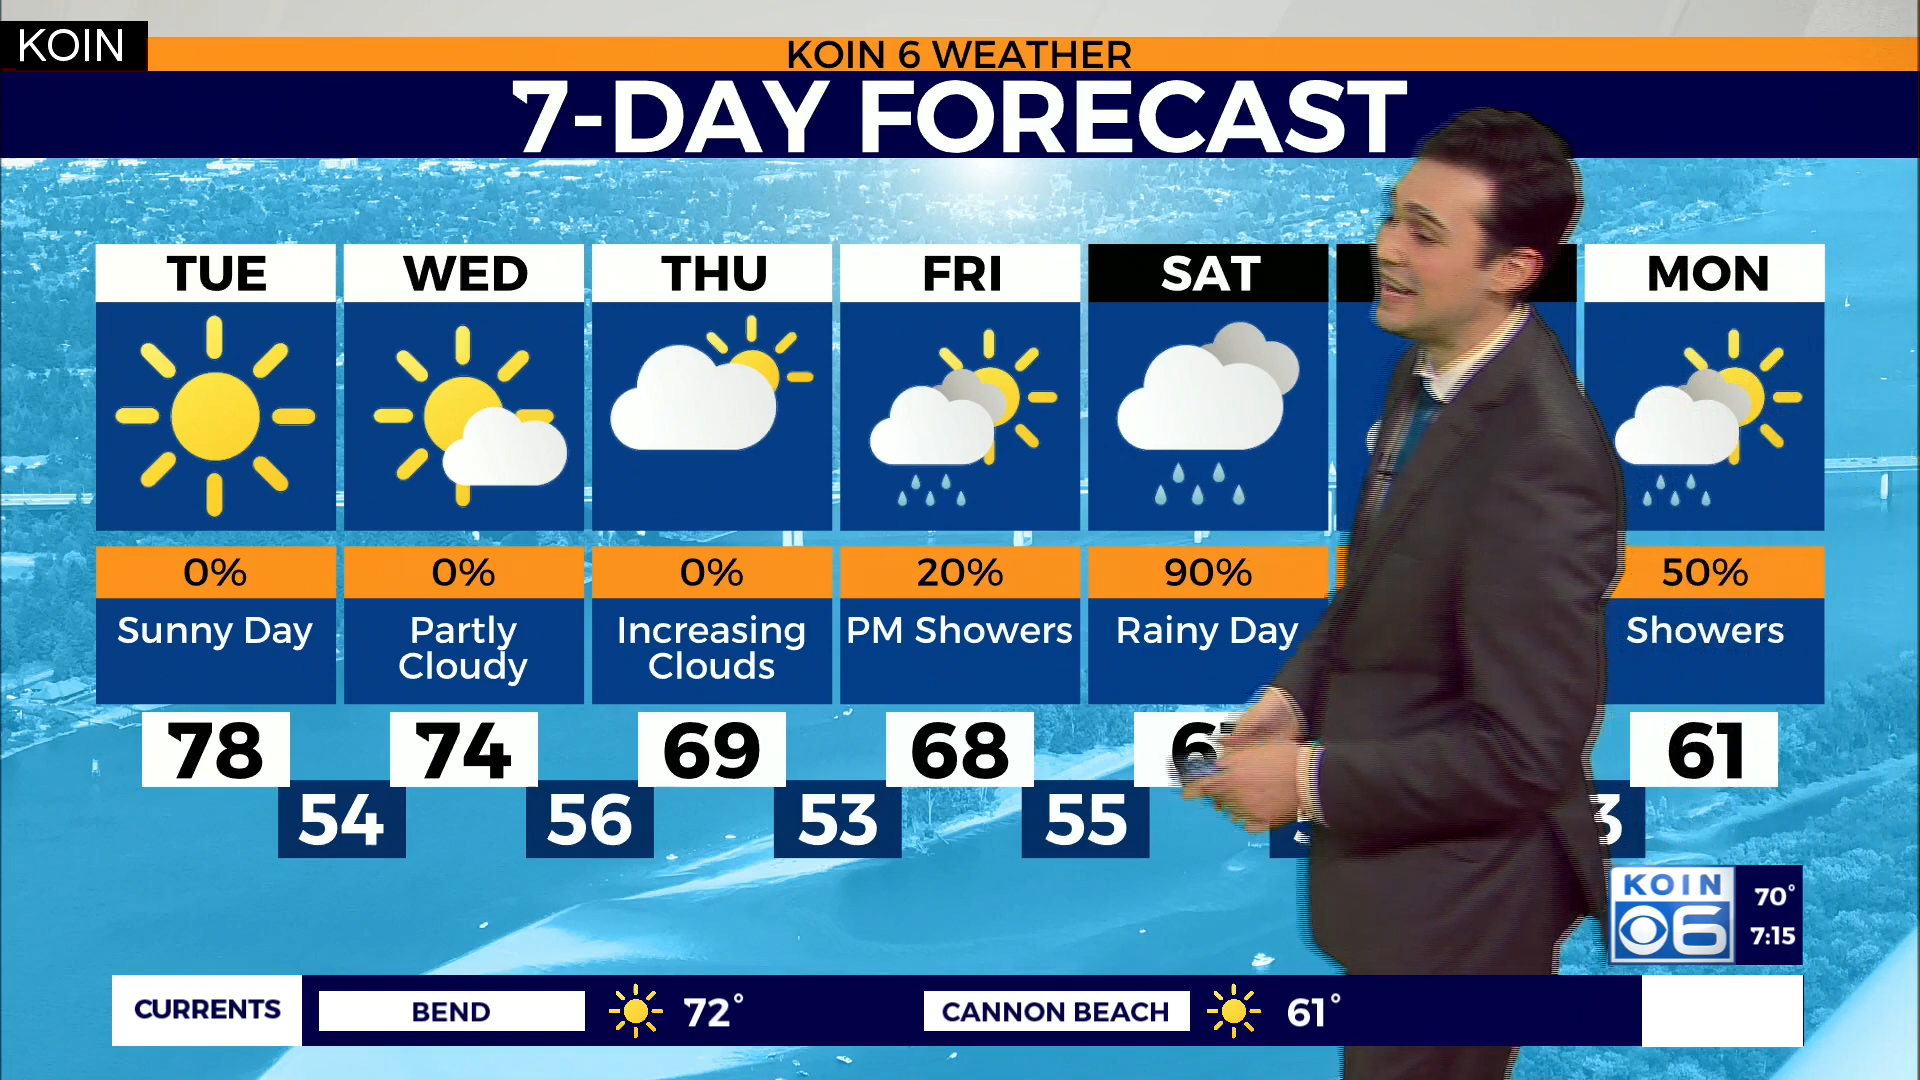 KOIN
KOIN 6 WEATHER
7-DAY FORECAST
TUE WED THU FRI SAT MON
0% 0% 0% 20% 90% 50%
Sunny Day
Partly
Cloudy
Increasing
Clouds
PM Showers
Rainy Day
Showers
78 74 69 68 61
54 56 53 55
KOIN
6
70°
7:15
CURRENTS BEND 72° CANNON BEACH 61°